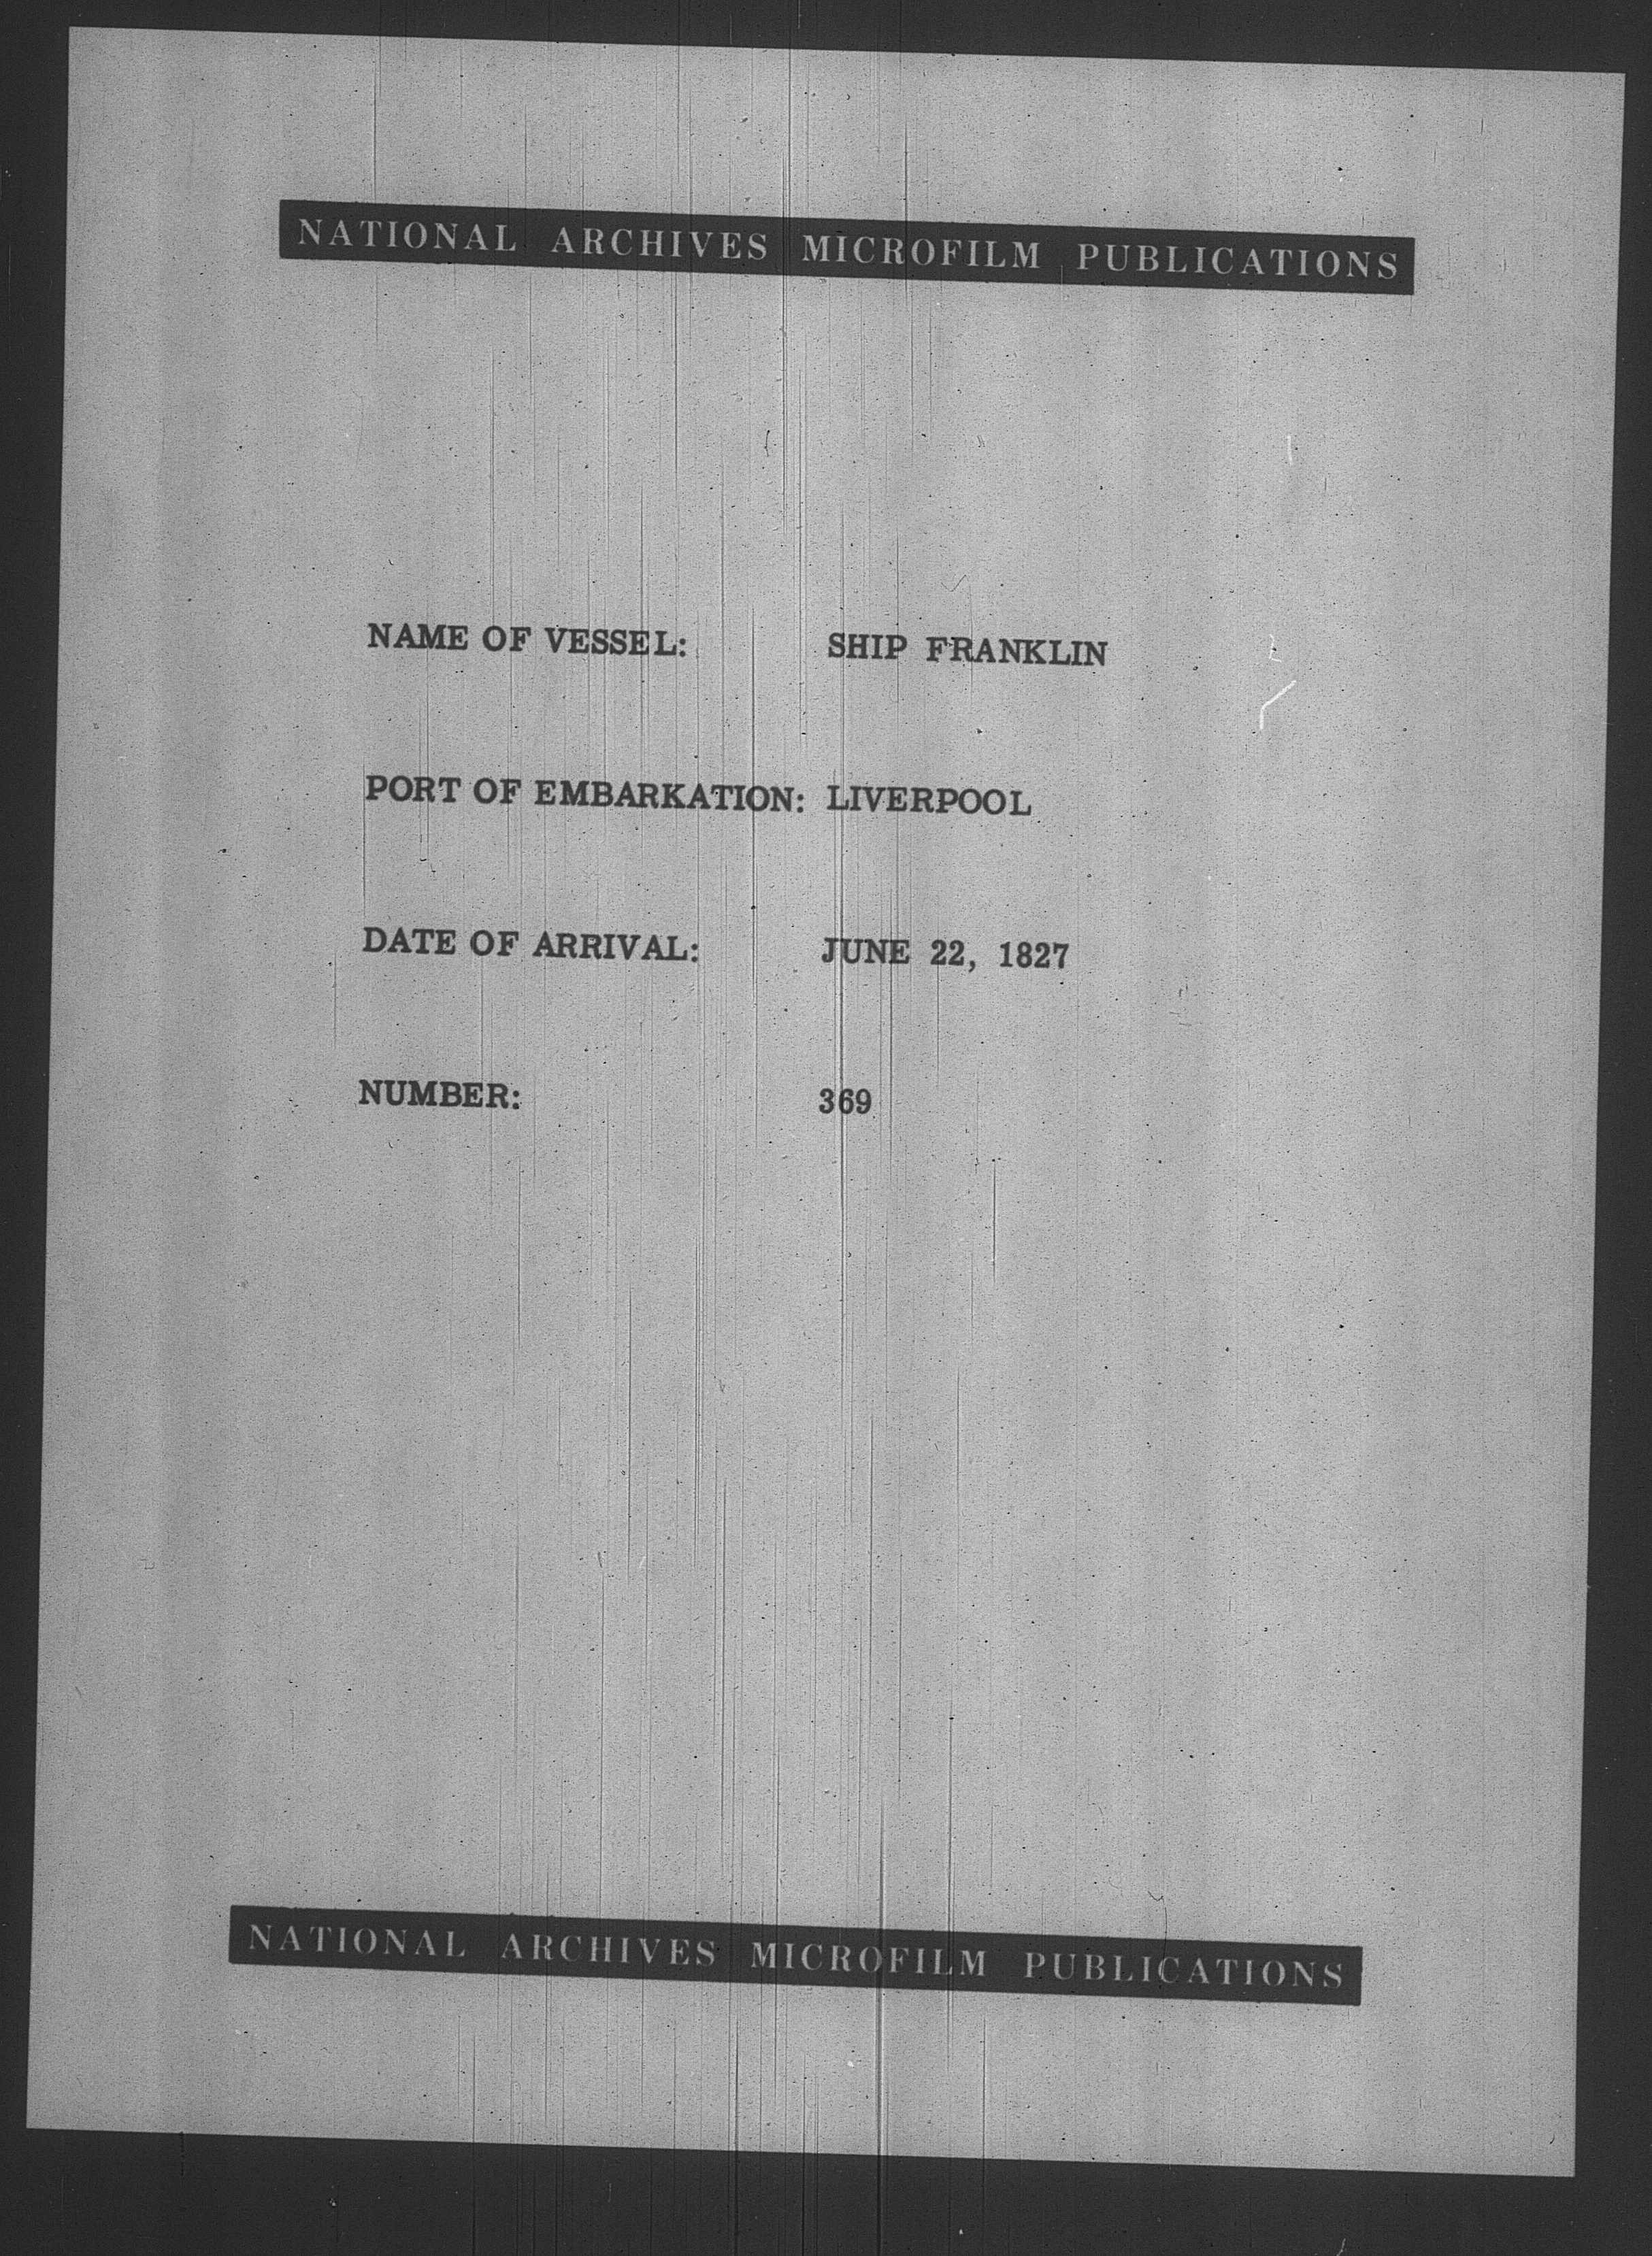 NATIONAL ARCHIVES MICROFILM PUBLICATIONS
NAME OF VESSEL: SHIP FRANKLIN
PORT OF EMBARKATION: LIVERPOOL
DATE OF ARRIVAL: JUNE 22, 1827
NUMBER: 369
NATIONAL ARCHIVES MICROFILM PUBLICATIONS